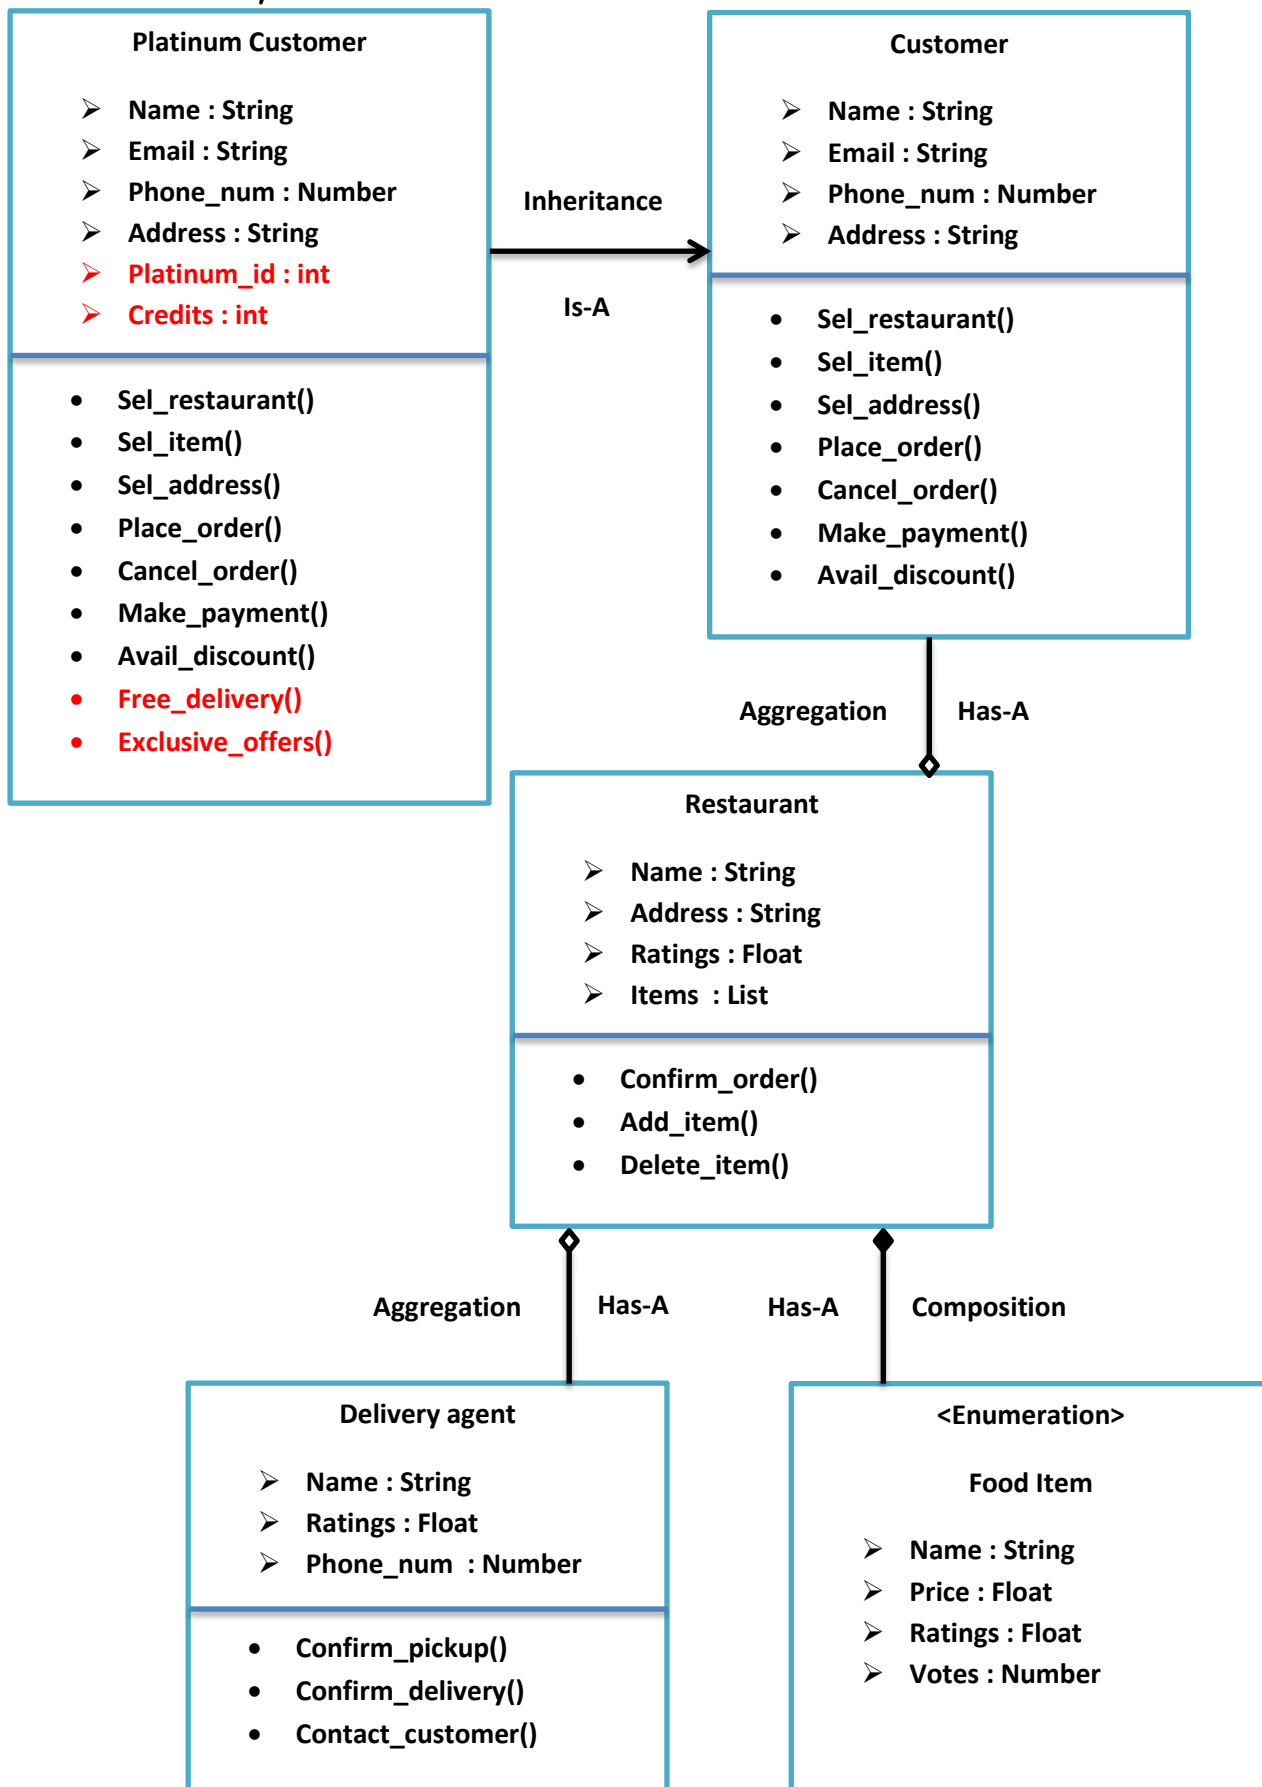 Platinum Customer
Name : String
Email : String
Phone_num : Number
Address : String
Platinum_id : int
Credits : int
Sel_restaurant()
Sel_item()
Sel_address()
Place_order()
Cancel_order()
Make_payment()
Avail_discount()
Free_delivery()
Exclusive_offers()
Inheritance
Is-A
Customer
Name : String
Email : String
Phone_num : Number
Address : String
Sel_restaurant()
Sel_item()
Sel_address()
Place_order()
Cancel_order()
Make_payment()
Avail_discount()
Aggregation Has-A
Restaurant
Name : String
Address : String
Ratings : Float
Items : List
Confirm_order()
Add_item()
Delete_item()
Aggregation Has-A
Has-A Composition
Delivery agent
Name : String
Ratings : Float
Phone_num : Number
Confirm_pickup()
Confirm_delivery()
Contact_customer()
<Enumeration>
Food Item
Name : String
Price : Float
Ratings : Float
Votes : Number